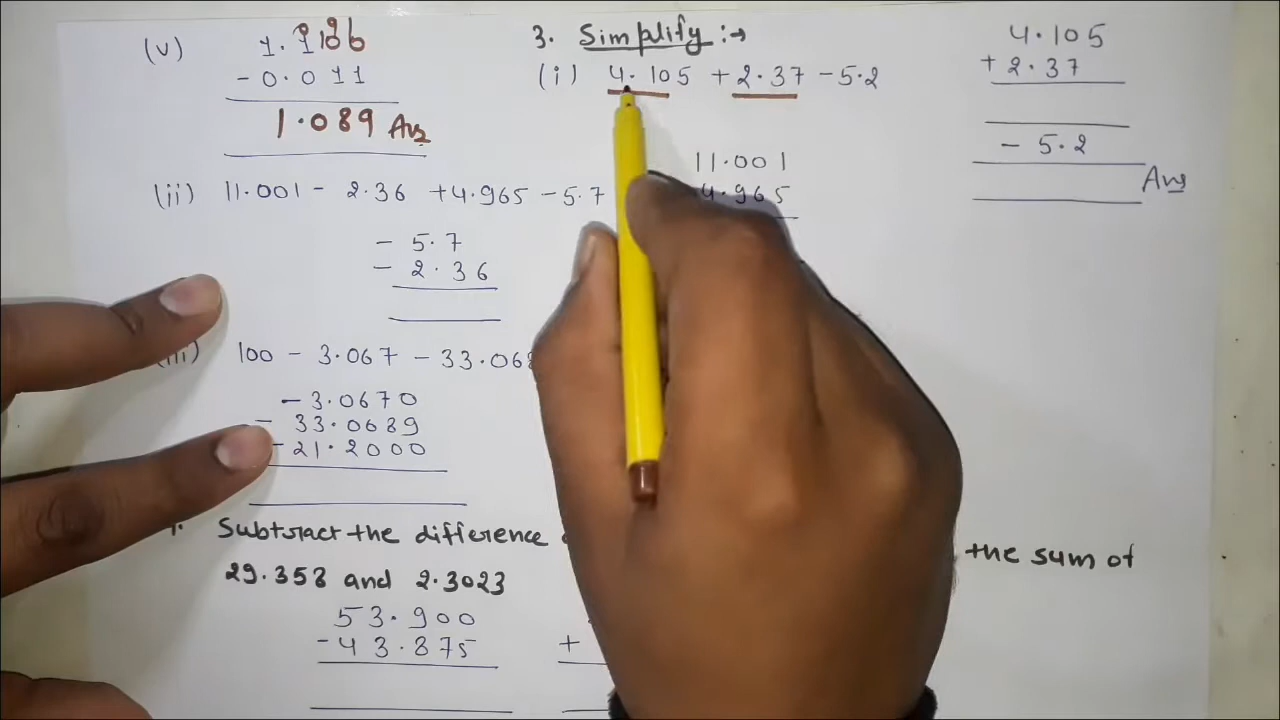 (v) 1.1106
- 0.011
1.089 Ans
3. Simplify :→
(i) 4.105 + 2.37 - 5.2
4.105
+ 2.37
- 5.2
Ans
(ii) 11.001 - 2.36 + 4.965 - 5.7
11.001
4.965
- 5.7
- 2.36
(iii) 100 - 3.067 - 33.068
- 3.0670
- 33.0689
- 21.2000
Subtract the difference
the sum of
29.358 and 2.3023
53.900
- 43.875
+